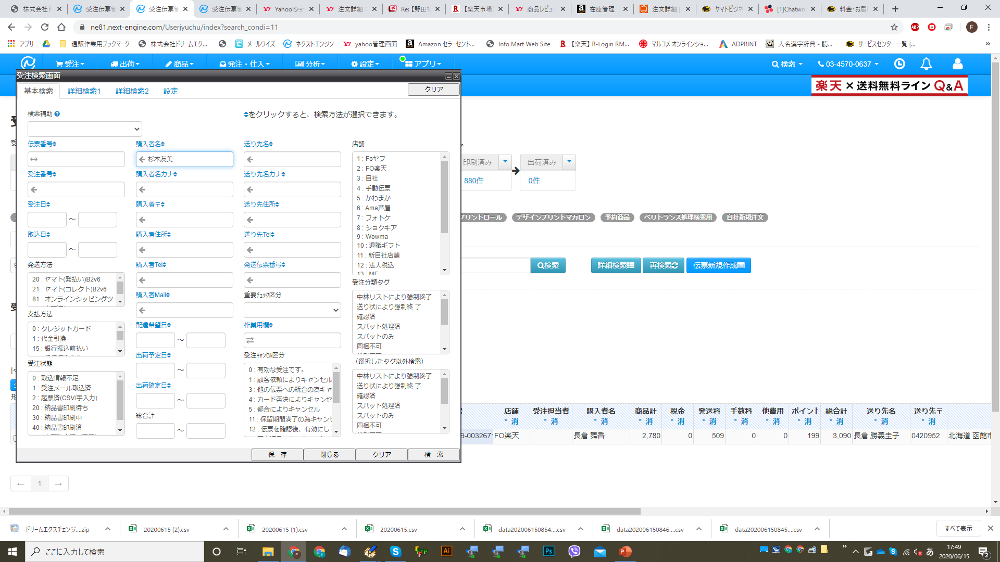 株式会社ド
受注伝票管
受注伝票管
受注伝票管
Yahoo!ショ
注文詳細
Re: 【野田様
【楽天市場
商品レビュー
在庫管理
注文詳細
ヤマトビジネ
[1]Chatwo
料金・お届
ne81.next-engine.com/Userjyuchu/index?search_condi=11
アプリ
通販作業用ブックマーク
株式会社ドリームエク...
メールワイズ
ネクストエンジン
yahoo管理画面
Amazon セラーセント...
Info Mart Web Site
【楽天】R-Login RM...
マルコメ オンラインショ...
ADPRINT
人名漢字辞典 - 読...
サービスセンター一覧 |...
受注
出荷
商品
発注・仕入
分析
設定
アプリ
検索
03-4570-0637
楽天×送料無料ライン Q&A
受注検索画面
基本検索
詳細検索1
詳細検索2
設定
クリア
検索補助
をクリックすると、検索方法が選択できます。
伝票番号
受注番号
受注日
～
取込日
～
発送方法
20 : ヤマト(発払い)B2v6
21 : ヤマト(コレクト)B2v6
81 : オンラインシッピングツー
支払方法
0 : クレジットカード
1 : 代金引換
15 : 銀行振込前払い
受注状態
0 : 取込情報不足
1 : 受注メール取込済
2 : 起票済(CSV/手入力)
20 : 納品書印刷待ち
30 : 納品書印刷中
40 : 納品書印刷済
購入者名
杉本友美
購入者名カナ
購入者〒
購入者住所
購入者Tel
購入者Mail
配達希望日
～
出荷予定日
～
出荷確定日
～
総合計
～
送り先名
送り先名カナ
送り先住所
送り先Tel
発送伝票番号
重要ﾁｪｯｸ区分
作業用欄
受注ｷｬﾝｾﾙ区分
0 : 有効な受注です。
1 : 顧客依頼によりキャンセル
3 : 他の伝票への統合の為キャ
4 : カード否決によりキャンセ
5 : 都合によりキャンセル
11 : 保留期間満了の為キャンセ
12 : 伝票を確認後、有効にして
店舗
1 : Foヤフ
2 : FO楽天
3 : 自社
4 : 手動伝票
5 : かわまか
6 : Ama芦屋
7 : フォトケ
8 : ショクキア
9 : Wowma
10 : 退職ギフト
11 : 新自社店舗
12 : 法人税込
13 : MF
受注分類タグ
中林リストにより強制終了
送り状により強制終 了
確認済
スパット処理済
スパットのみ
同梱不可
（選択したタグ以外検索）
中林リストにより強制終了
送り状により強制終 了
確認済
スパット処理済
スパットのみ
同梱不可
保　存
閉じる
クリア
検　索
印刷済み
880件
出荷済み
0件
プリントロール
デザインプリントマカロン
予約商品
ベリトランス処理検索用
自社新規注文
検索
詳細検索
再検索
伝票新規作成
店舗
受注担当者
購入者名
商品計
税金
発送料
手数料
他費用
ポイント
総合計
送り先名
送り先〒
* 消
* 消
* 消
* 消
* 消
* 消
* 消
* 消
* 消
* 消
* 消
* 消
9-003267
FO楽天
長倉 舞香
2,780
0
509
0
0
199
3,090
長倉 勝義圭子
0420952
北海道 函館市
← 1 →
ドリームエクスチェンジ....zip
20200615 (2).csv
20200615 (1).csv
20200615.csv
data202006150854....csv
data202006150846....csv
data202006150845....csv
すべて表示
ここに入力して検索
あ
17:49
2020/06/15
2